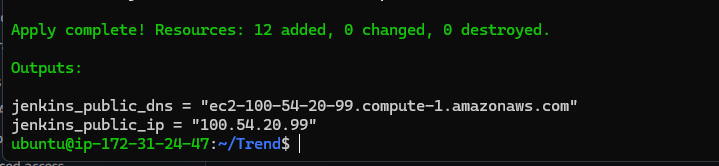 Apply complete! Resources: 12 added, 0 changed, 0 destroyed.
Outputs:
jenkins_public_dns = "ec2-100-54-20-99.compute-1.amazonaws.com"
jenkins_public_ip = "100.54.20.99"
ubuntu@ip-172-31-24-47:~/Trend$